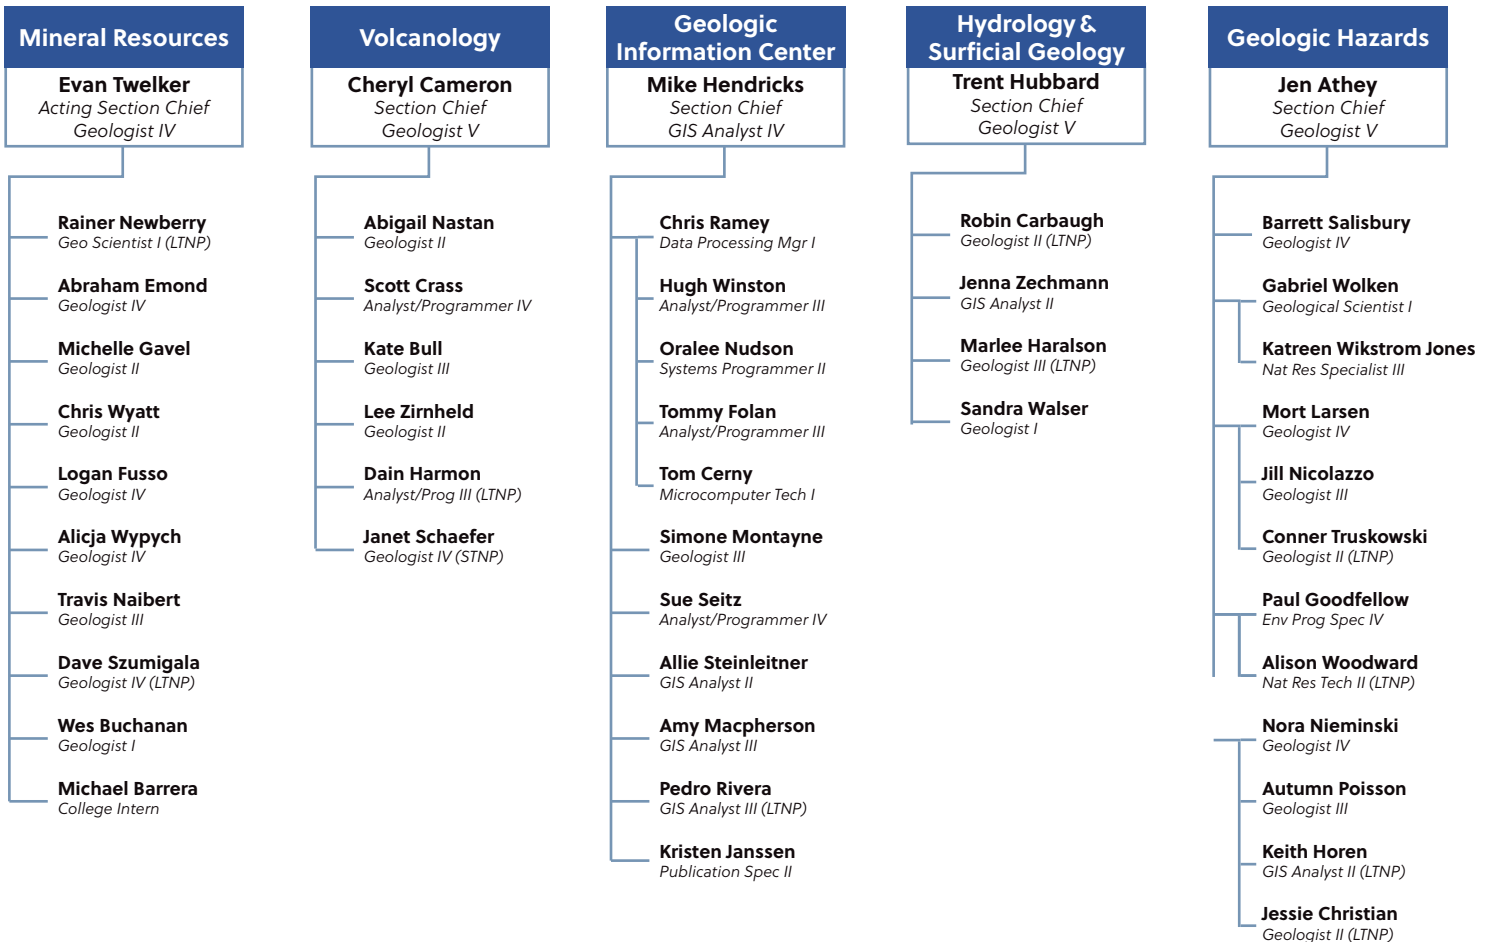 Mineral Resources
Evan Twelker
Acting Section Chief
Geologist IV
Rainer Newberry
Geo Scientist I (LTNP)
Abraham Emond
Geologist IV
Michelle Gavel
Geologist II
Chris Wyatt
Geologist II
Logan Fusso
Geologist IV
Alicja Wypych
Geologist IV
Travis Naibert
Geologist III
Dave Szumigala
Geologist IV (LTNP)
Wes Buchanan
Geologist I
Michael Barrera
College Intern
Volcanology
Cheryl Cameron
Section Chief
Geologist V
Abigail Nastan
Geologist II
Scott Crass
Analyst/Programmer IV
Kate Bull
Geologist III
Lee Zirnheld
Geologist II
Dain Harmon
Analyst/Prog III (LTNP)
Janet Schaefer
Geologist IV (STNP)
Geologic
Information Center
Mike Hendricks
Section Chief
GIS Analyst IV
Chris Ramey
Data Processing Mgr I
Hugh Winston
Analyst/Programmer III
Oralee Nudson
Systems Programmer II
Tommy Folan
Analyst/Programmer III
Tom Cerny
Microcomputer Tech I
Simone Montayne
Geologist III
Sue Seitz
Analyst/Programmer IV
Allie Steinleitner
GIS Analyst II
Amy Macpherson
GIS Analyst III
Pedro Rivera
GIS Analyst III (LTNP)
Kristen Janssen
Publication Spec II
Hydrology &
Surficial Geology
Trent Hubbard
Section Chief
Geologist V
Robin Carbaugh
Geologist II (LTNP)
Jenna Zechmann
GIS Analyst II
Marlee Haralson
Geologist III (LTNP)
Sandra Walser
Geologist I
Geologic Hazards
Jen Athey
Section Chief
Geologist V
Barrett Salisbury
Geologist IV
Gabriel Wolken
Geological Scientist I
Katreen Wikstrom Jones
Nat Res Specialist III
Mort Larsen
Geologist IV
Jill Nicolazzo
Geologist III
Conner Truskowski
Geologist II (LTNP)
Paul Goodfellow
Env Prog Spec IV
Alison Woodward
Nat Res Tech II (LTNP)
Nora Nieminski
Geologist IV
Autumn Poisson
Geologist III
Keith Horen
GIS Analyst II (LTNP)
Jessie Christian
Geologist II (LTNP)